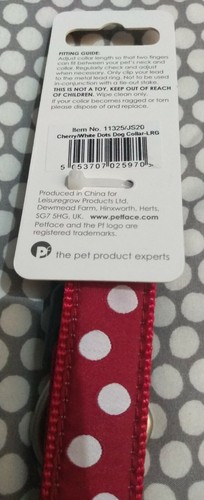 FITTING GUIDE:
Adjust collar length so that two fingers
can fit between your pet's neck and
collar. Regularly check and adjust
when necessary. Only clip your lead
to the metal lead ring. Not to be used
in conjunction with a tie-out stake.
THIS IS NOT A TOY. KEEP OUT OF REACH
OF CHILDREN. Wipe clean only.
If your collar becomes ragged or torn
please dispose of and replace.
Item No. 11325/JS20
Cherry/White Dots Dog Collar-LRG
5 053707 025970
Produced in China for
Leisuregrow Products Ltd.
Dewmead Farm, Hinxworth, Herts,
SG7 5HG, UK. www.petface.com
Petface and the Pf logo are
registered trademarks.
Pf the pet product experts